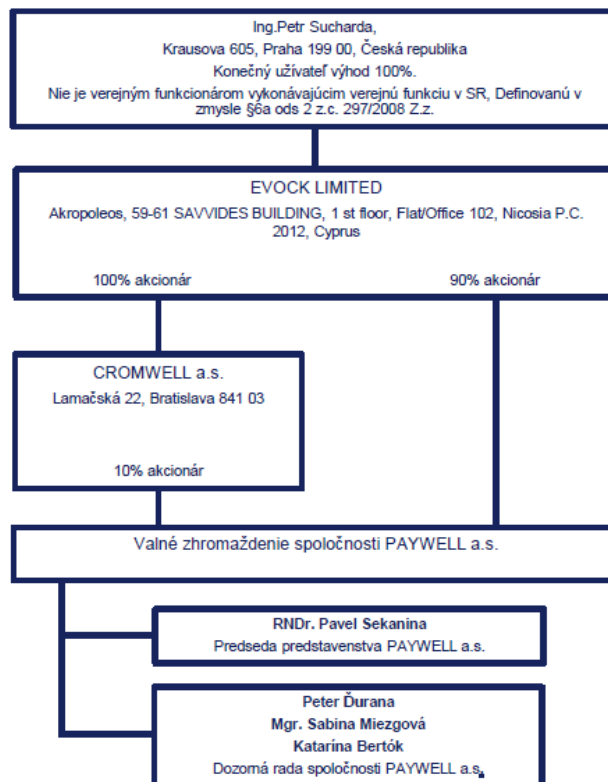 Ing.Petr Sucharda,
Krausova 605, Praha 199 00, Česká republika
Konečný užívateľ výhod 100%.
Nie je verejným funkcionárom vykonávajúcim verejnú funkciu v SR, Definovanú v
zmysle §6a ods 2 z.c. 297/2008 Z.z.
EVOCK LIMITED
Akropoleos, 59-61 SAVVIDES BUILDING, 1 st floor, Flat/Office 102, Nicosia P.C.
2012, Cyprus
100% akcionár
90% akcionár
CROMWELL a.s.
Lamačská 22, Bratislava 841 03
10% akcionár
Valné zhromaždenie spoločnosti PAYWELL a.s.
RNDr. Pavel Sekanina
Predseda predstavenstva PAYWELL a.s.
Peter Ďurana
Mgr. Sabina Miezgová
Katarína Bertók
Dozorná rada spoločnosti PAYWELL a.s.